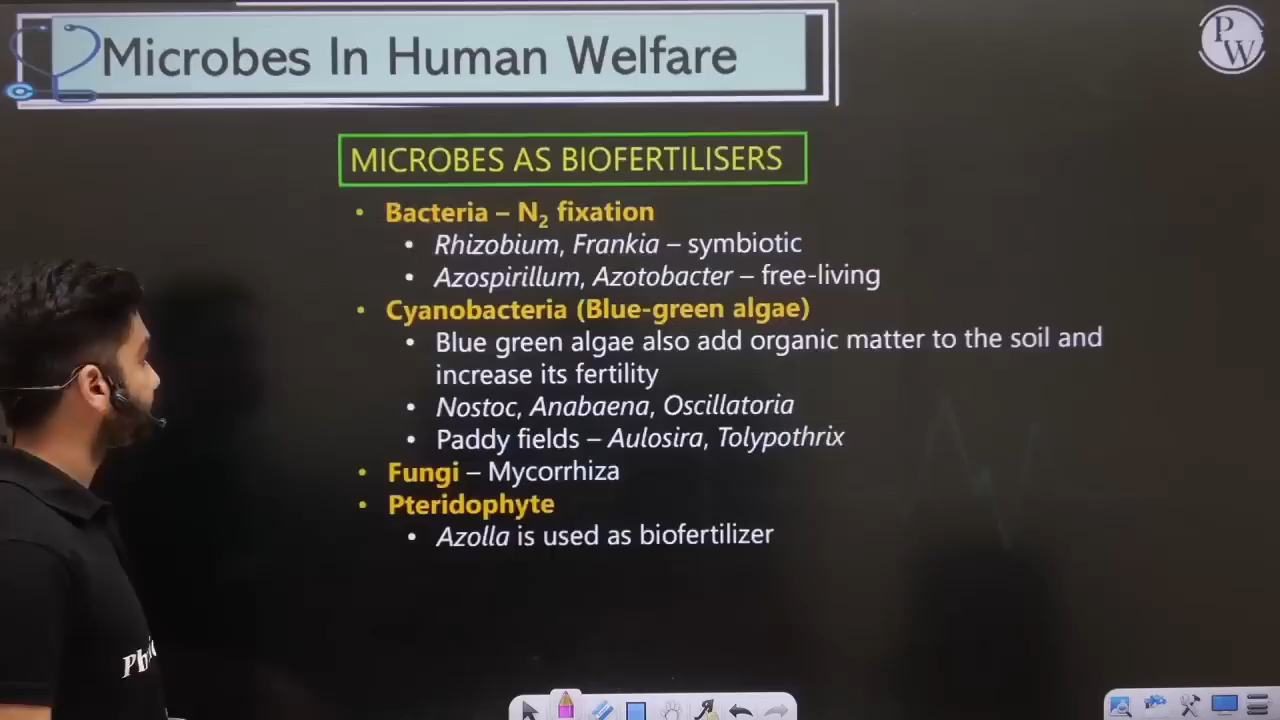 Microbes In Human Welfare
PW
MICROBES AS BIOFERTILISERS
• Bacteria – N₂ fixation
• Rhizobium, Frankia – symbiotic
• Azospirillum, Azotobacter – free-living
• Cyanobacteria (Blue-green algae)
• Blue green algae also add organic matter to the soil and
increase its fertility
• Nostoc, Anabaena, Oscillatoria
• Paddy fields – Aulosira, Tolypothrix
• Fungi – Mycorrhiza
• Pteridophyte
• Azolla is used as biofertilizer